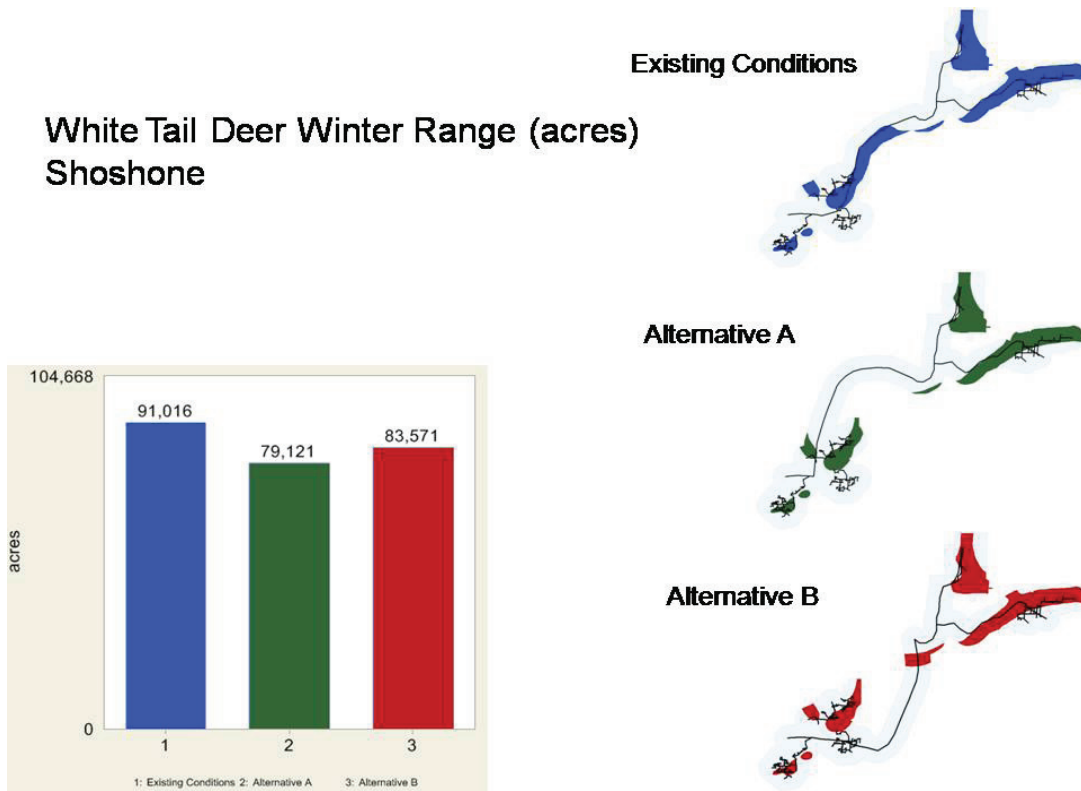 White Tail Deer Winter Range (acres)
Shoshone
Existing Conditions
Alternative A
Alternative B
104,668
91,016
79,121
83,571
acres
0
1 2 3
1: Existing Conditions 2: Alternative A 3: Alternative B